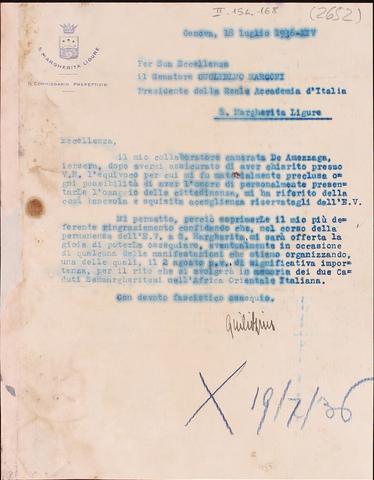 II. 154. 168
(2652)
S. MARGHERITA LIGURE
IL COMMISSARIO PREFETTIZIO
Genova, 18 luglio 1936-XIV
Per Sua Eccellenza
il Senatore GUGLIELMO MARCONI
Presidente della Reale Accademia d'Italia
S. Margherita Ligure
Eccellenza,
il mio collaboratore camerata De Amezzaga,
iersera, dopo avermi assicurato di aver chiarito presso
V.E. l'equivoco per cui mi fu materialmente preclusa o-
gni possibilità di aver l'onore di personalmente presen-
tarLe l'omaggio della cittadinanza, mi ha riferito della
così benevola e squisita accoglienza riservatagli dall'E.V.
Mi permetto, perciò esprimerLe il mio più de-
ferente ringraziamento confidando che, nel corso della
permanenza dell'E.V. a S. Margherita, mi sarà offerta la
gioia di poterLa ossequiare, eventualmente in occasione
di qualcuna delle manifestazioni che stiamo organizzando,
una delle quali, il 2 agosto p.v. di significativa impor-
tanza, per il rito che si svolgerà in memoria dei due Ca-
duti Sammargheritesi nell'Africa Orientale Italiana.
Con devoto fascistico ossequio.
X 19/7/36